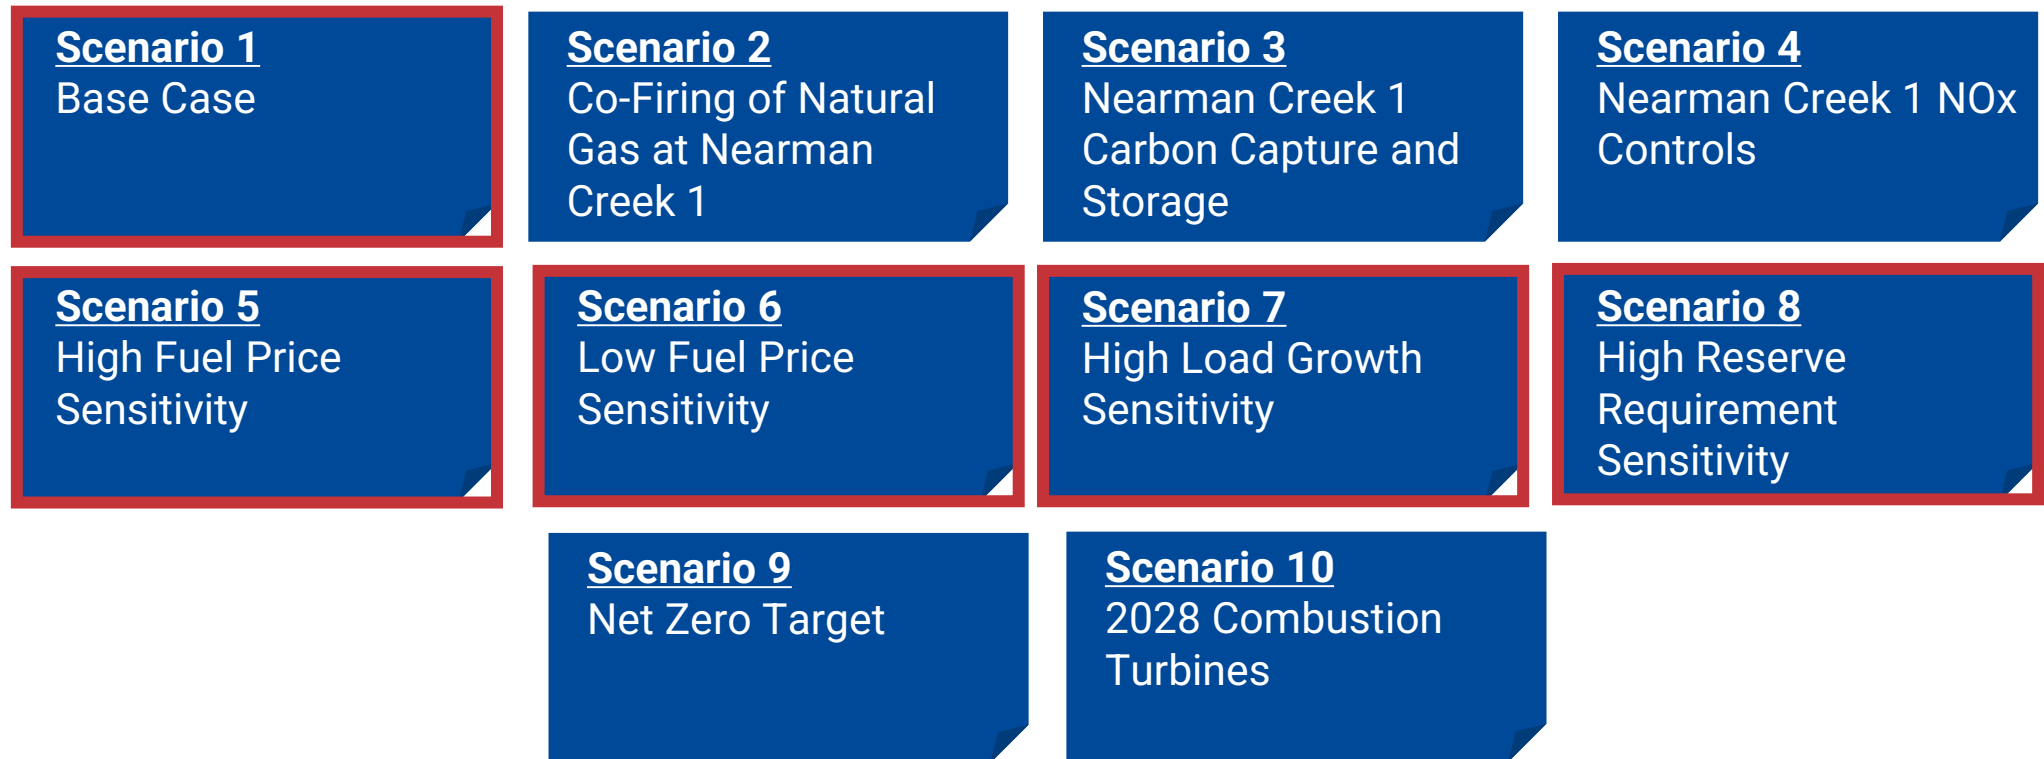 Scenario 1
Base Case
Scenario 2
Co-Firing of Natural
Gas at Nearman
Creek 1
Scenario 3
Nearman Creek 1
Carbon Capture and
Storage
Scenario 4
Nearman Creek 1 NOx
Controls
Scenario 5
High Fuel Price
Sensitivity
Scenario 6
Low Fuel Price
Sensitivity
Scenario 7
High Load Growth
Sensitivity
Scenario 8
High Reserve
Requirement
Sensitivity
Scenario 9
Net Zero Target
Scenario 10
2028 Combustion
Turbines